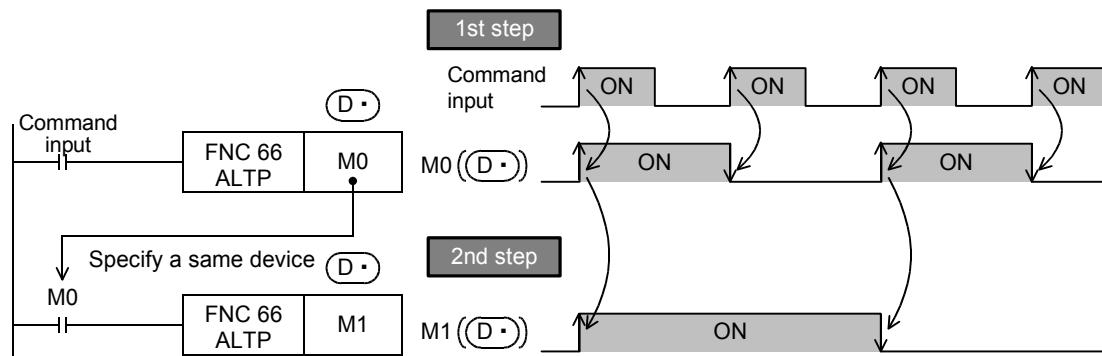 1st step
Command
input
ON ON ON ON
D・
Command
input
FNC 66
ALTP
M0
M0 (D・)
ON ON
Specify a same device
D・
2nd step
M0
FNC 66
ALTP
M1
M1 (D・)
ON